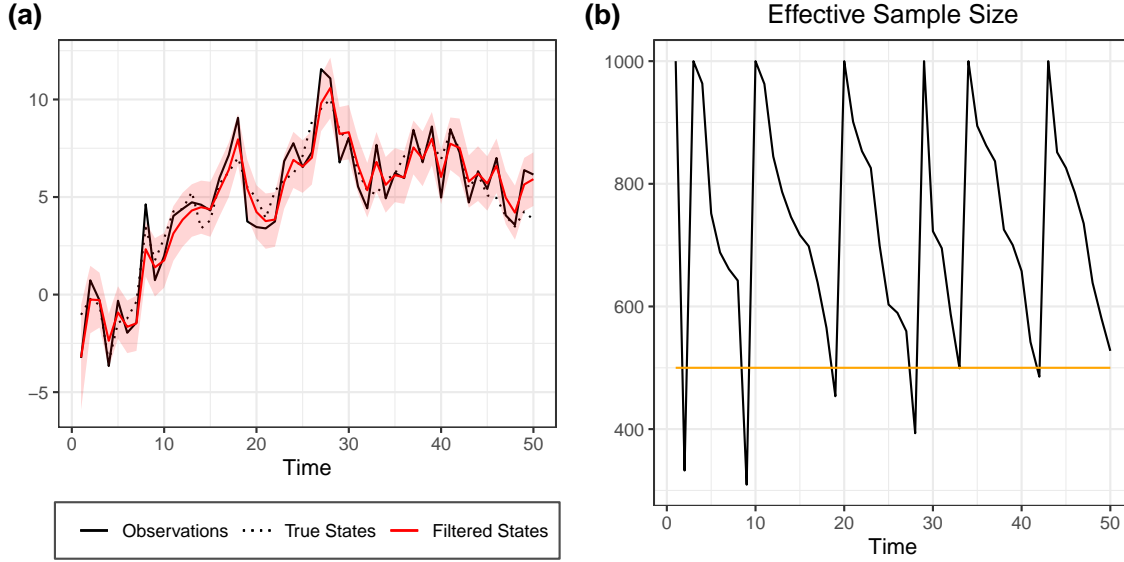 (a)
10
5
0
−5
0 10 20 30 40 50
Time
Observations True States Filtered States
(b) Effective Sample Size
1000
800
600
400
0 10 20 30 40 50
Time